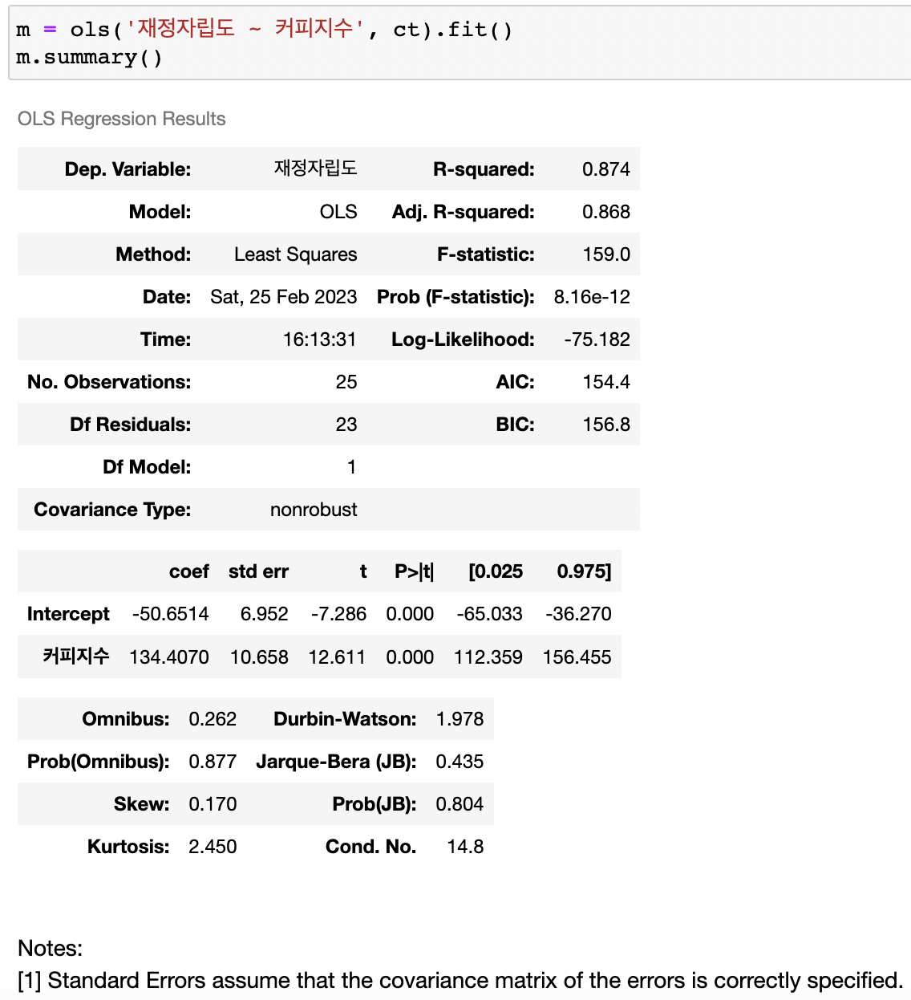 m = ols('재정자립도 ~ 커피지수', ct).fit()
m.summary()
OLS Regression Results
Dep. Variable: 재정자립도 R-squared: 0.874
Model: OLS Adj. R-squared: 0.868
Method: Least Squares F-statistic: 159.0
Date: Sat, 25 Feb 2023 Prob (F-statistic): 8.16e-12
Time: 16:13:31 Log-Likelihood: -75.182
No. Observations: 25 AIC: 154.4
Df Residuals: 23 BIC: 156.8
Df Model: 1
Covariance Type: nonrobust
coef std err t P>|t| [0.025 0.975]
Intercept -50.6514 6.952 -7.286 0.000 -65.033 -36.270
커피지수 134.4070 10.658 12.611 0.000 112.359 156.455
Omnibus: 0.262 Durbin-Watson: 1.978
Prob(Omnibus): 0.877 Jarque-Bera (JB): 0.435
Skew: 0.170 Prob(JB): 0.804
Kurtosis: 2.450 Cond. No. 14.8
Notes:
[1] Standard Errors assume that the covariance matrix of the errors is correctly specified.